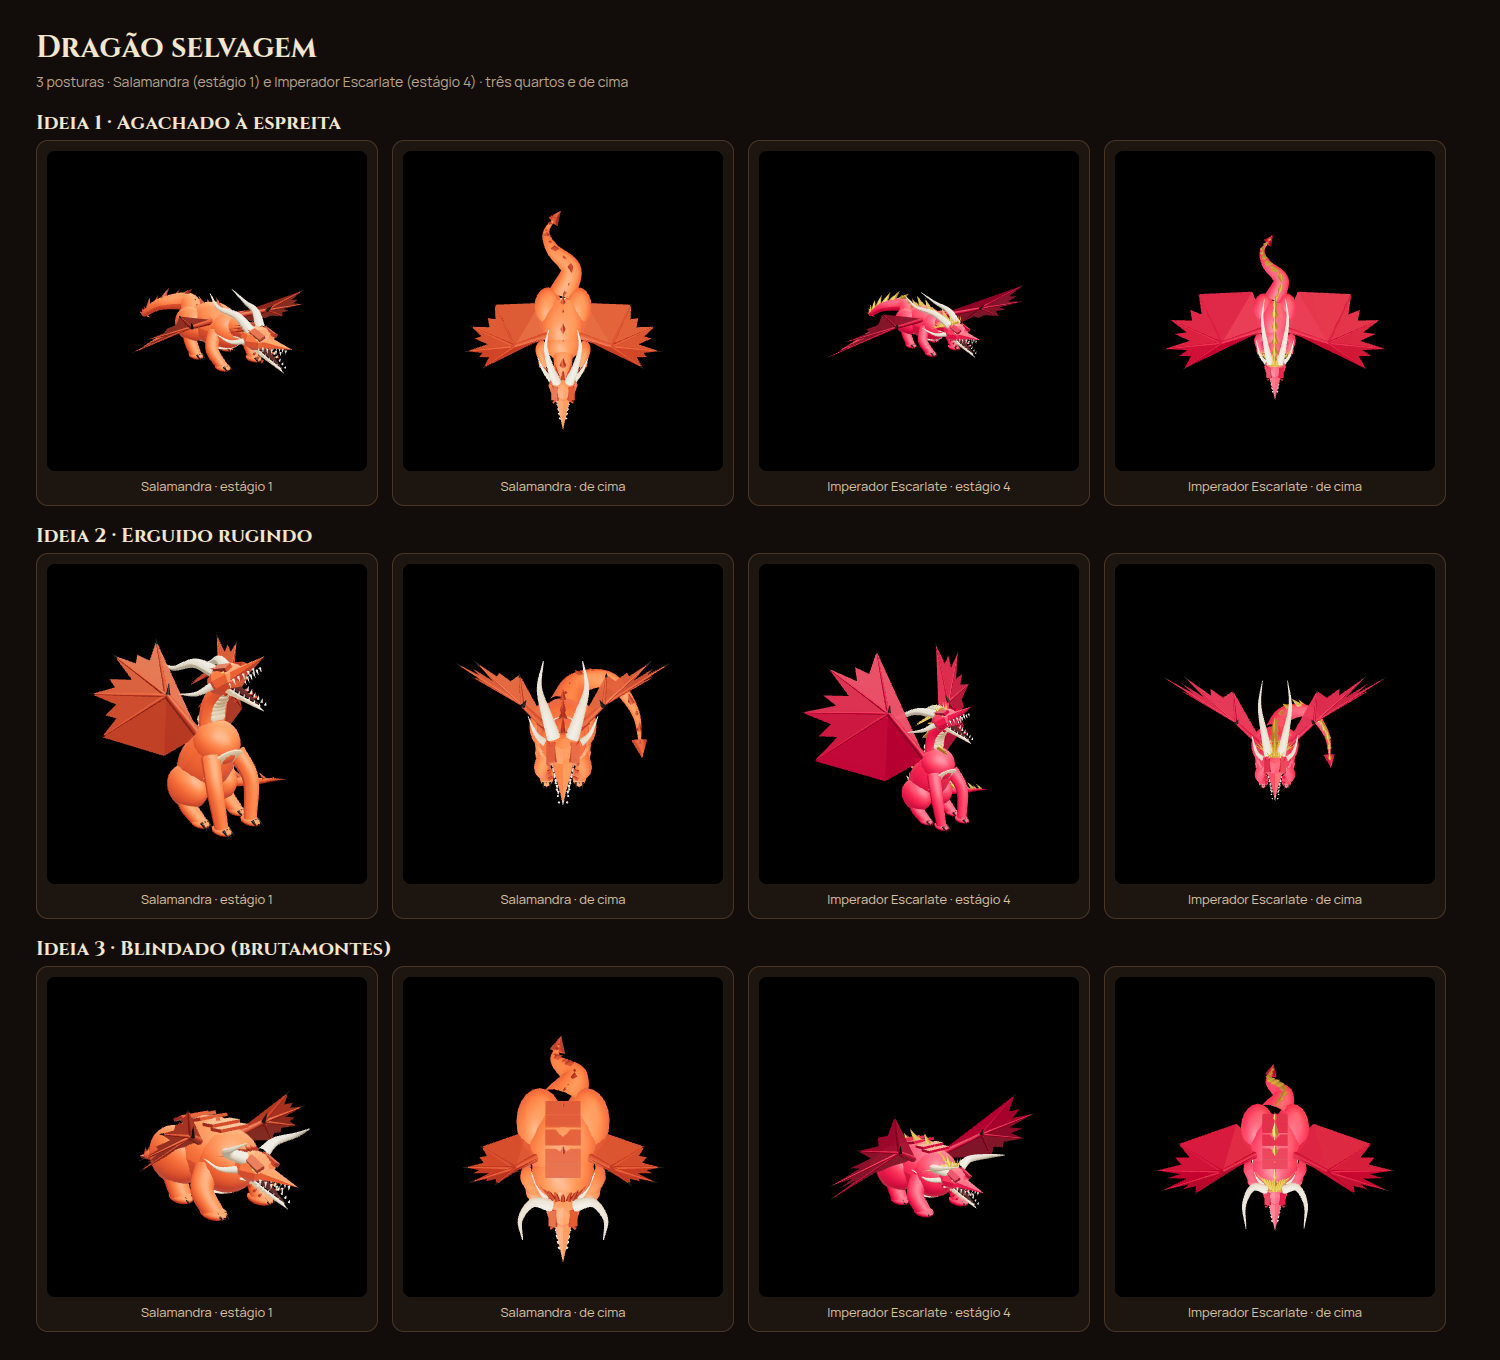 Dragão selvagem
3 posturas · Salamandra (estágio 1) e Imperador Escarlate (estágio 4) · três quartos e de cima
Ideia 1 · Agachado à espreita
Salamandra · estágio 1
Salamandra · de cima
Imperador Escarlate · estágio 4
Imperador Escarlate · de cima
Ideia 2 · Erguido rugindo
Salamandra · estágio 1
Salamandra · de cima
Imperador Escarlate · estágio 4
Imperador Escarlate · de cima
Ideia 3 · Blindado (brutamontes)
Salamandra · estágio 1
Salamandra · de cima
Imperador Escarlate · estágio 4
Imperador Escarlate · de cima